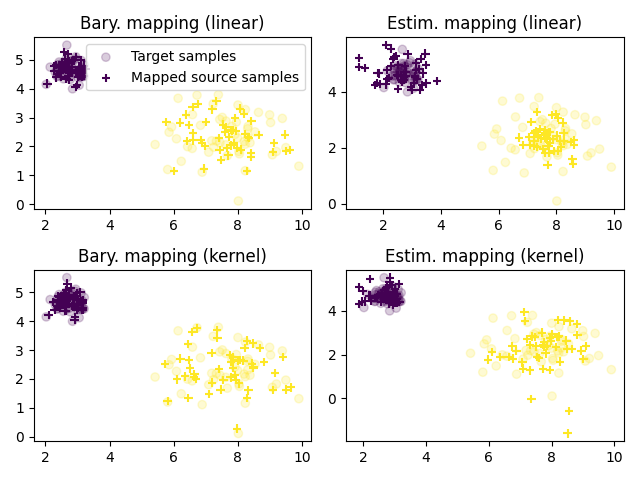 Bary. mapping (linear)
Estim. mapping (linear)
Target samples
Mapped source samples
5
4
3
2
1
0
2 4 6 8 10
4
2
0
2 4 6 8 10
Bary. mapping (kernel)
Estim. mapping (kernel)
5
4
3
2
1
0
2 4 6 8 10
4
2
0
2 4 6 8 10